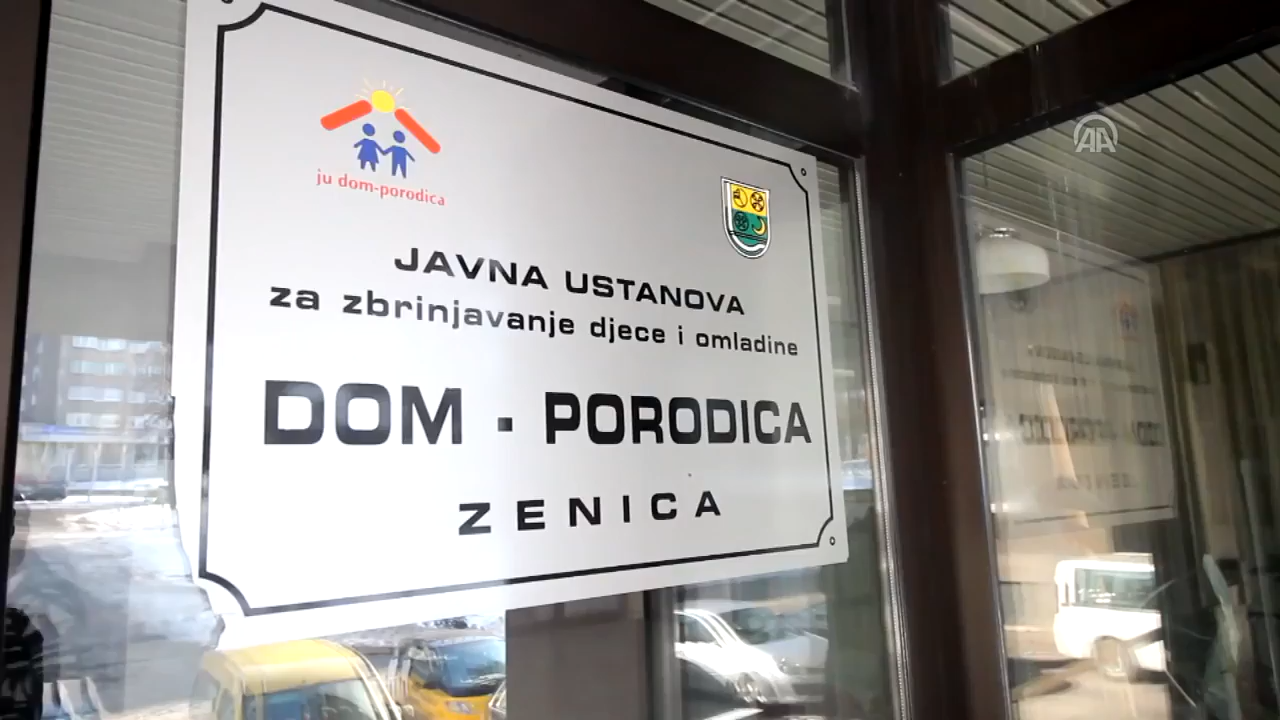 ju dom-porodica
JAVNA USTANOVA
za zbrinjavanje djece i omladine
DOM - PORODICA
ZENICA
AA